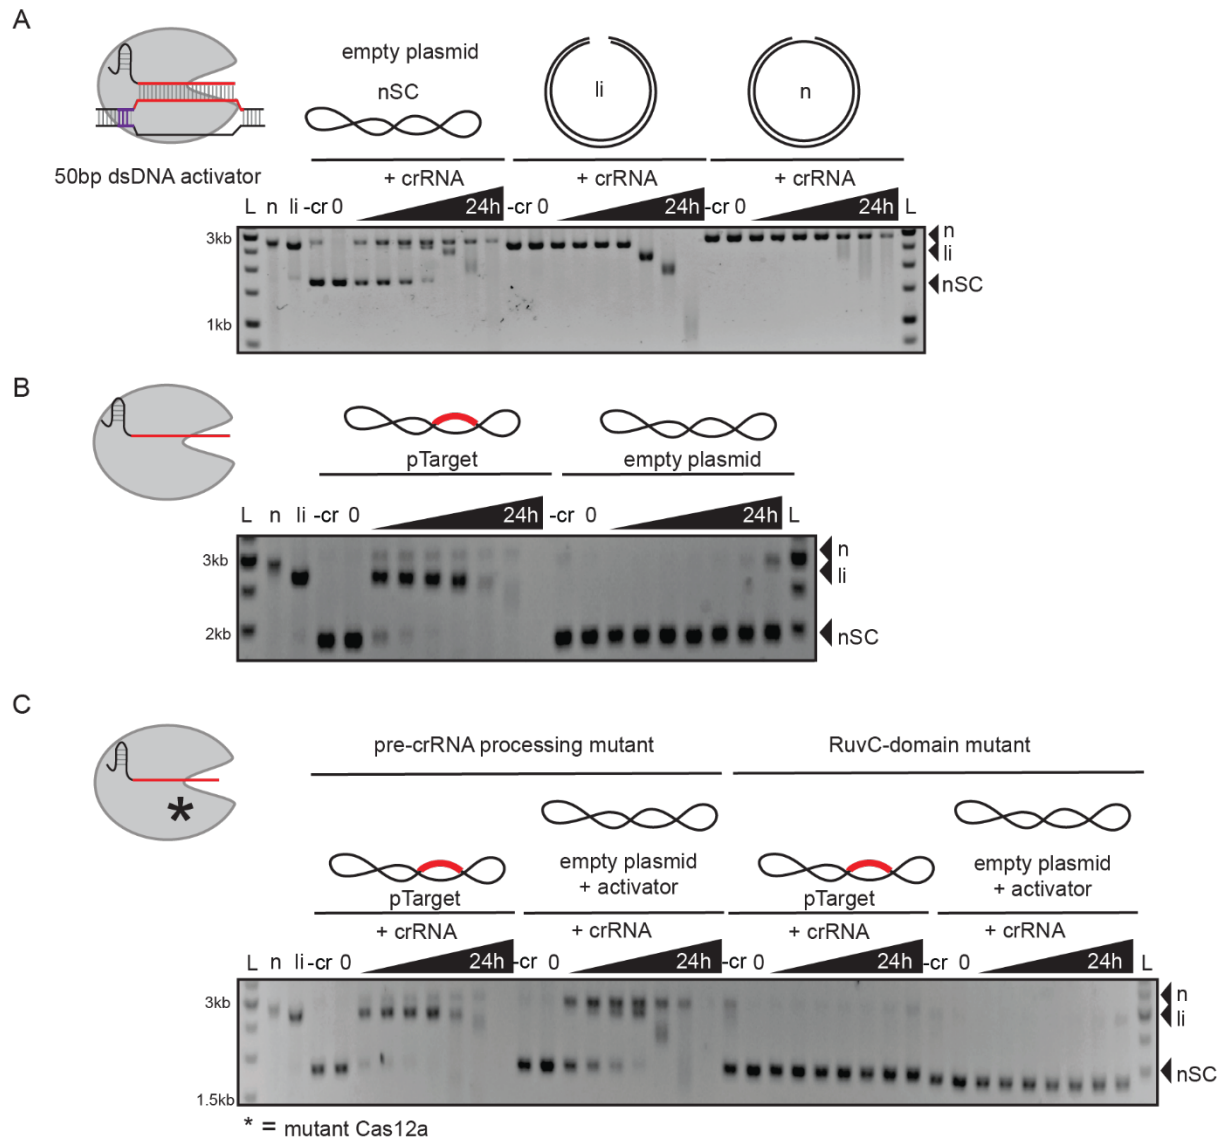 A
empty plasmid
nSC
li
n
50bp dsDNA activator
+ crRNA
+ crRNA
+ crRNA
L n li -cr 0 24h -cr 0 24h -cr 0 24h L
3kb
n
li
nSC
1kb
B
pTarget
empty plasmid
L n li -cr 0 24h -cr 0 24h L
3kb
n
li
2kb
nSC
C
pre-crRNA processing mutant
RuvC-domain mutant
*
empty plasmid
+ activator
empty plasmid
+ activator
pTarget
pTarget
+ crRNA
+ crRNA
+ crRNA
+ crRNA
L n li -cr 0 24h -cr 0 24h -cr 0 24h -cr 0 24h L
3kb
n
li
nSC
1.5kb
* = mutant Cas12a